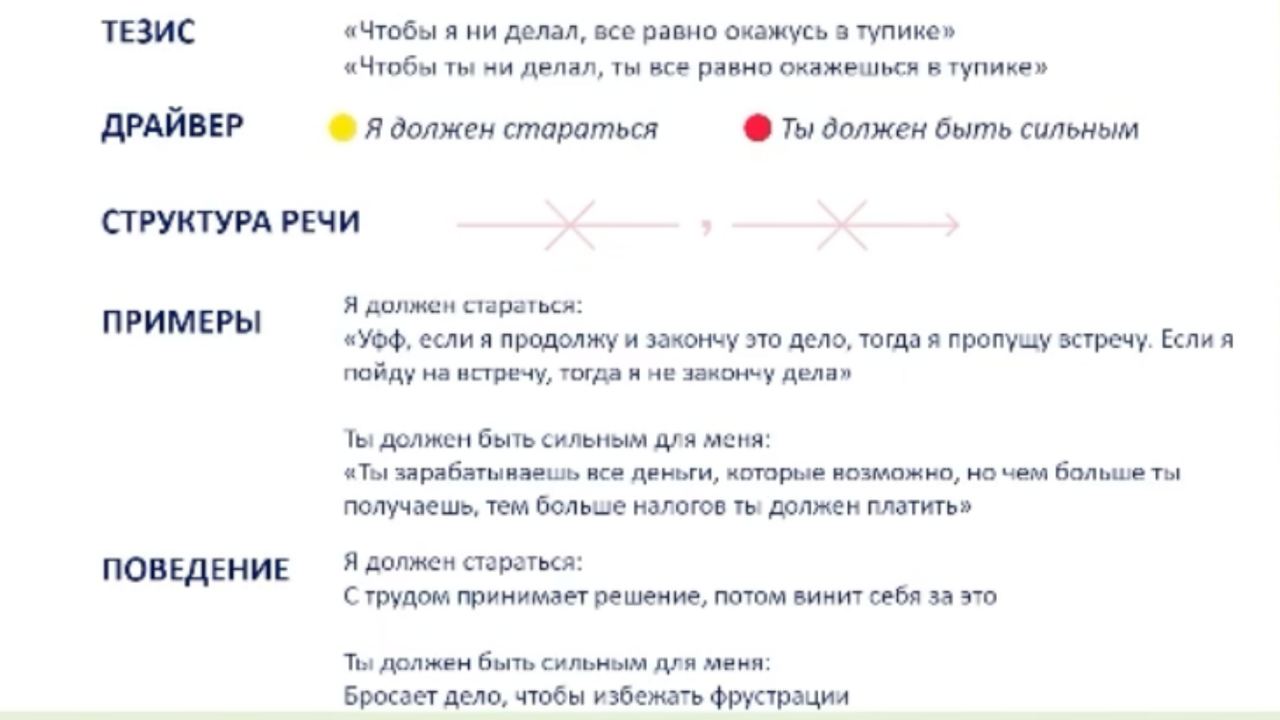 ТЕЗИС
«Чтобы я ни делал, все равно окажусь в тупике»
«Чтобы ты ни делал, ты все равно окажешься в тупике»
ДРАЙВЕР
Я должен стараться
Ты должен быть сильным
СТРУКТУРА РЕЧИ
,
ПРИМЕРЫ
Я должен стараться:
«Уфф, если я продолжу и закончу это дело, тогда я пропущу встречу. Если я
пойду на встречу, тогда я не закончу дела»
Ты должен быть сильным для меня:
«Ты зарабатываешь все деньги, которые возможно, но чем больше ты
получаешь, тем больше налогов ты должен платить»
ПОВЕДЕНИЕ
Я должен стараться:
С трудом принимает решение, потом винит себя за это
Ты должен быть сильным для меня:
Бросает дело, чтобы избежать фрустрации